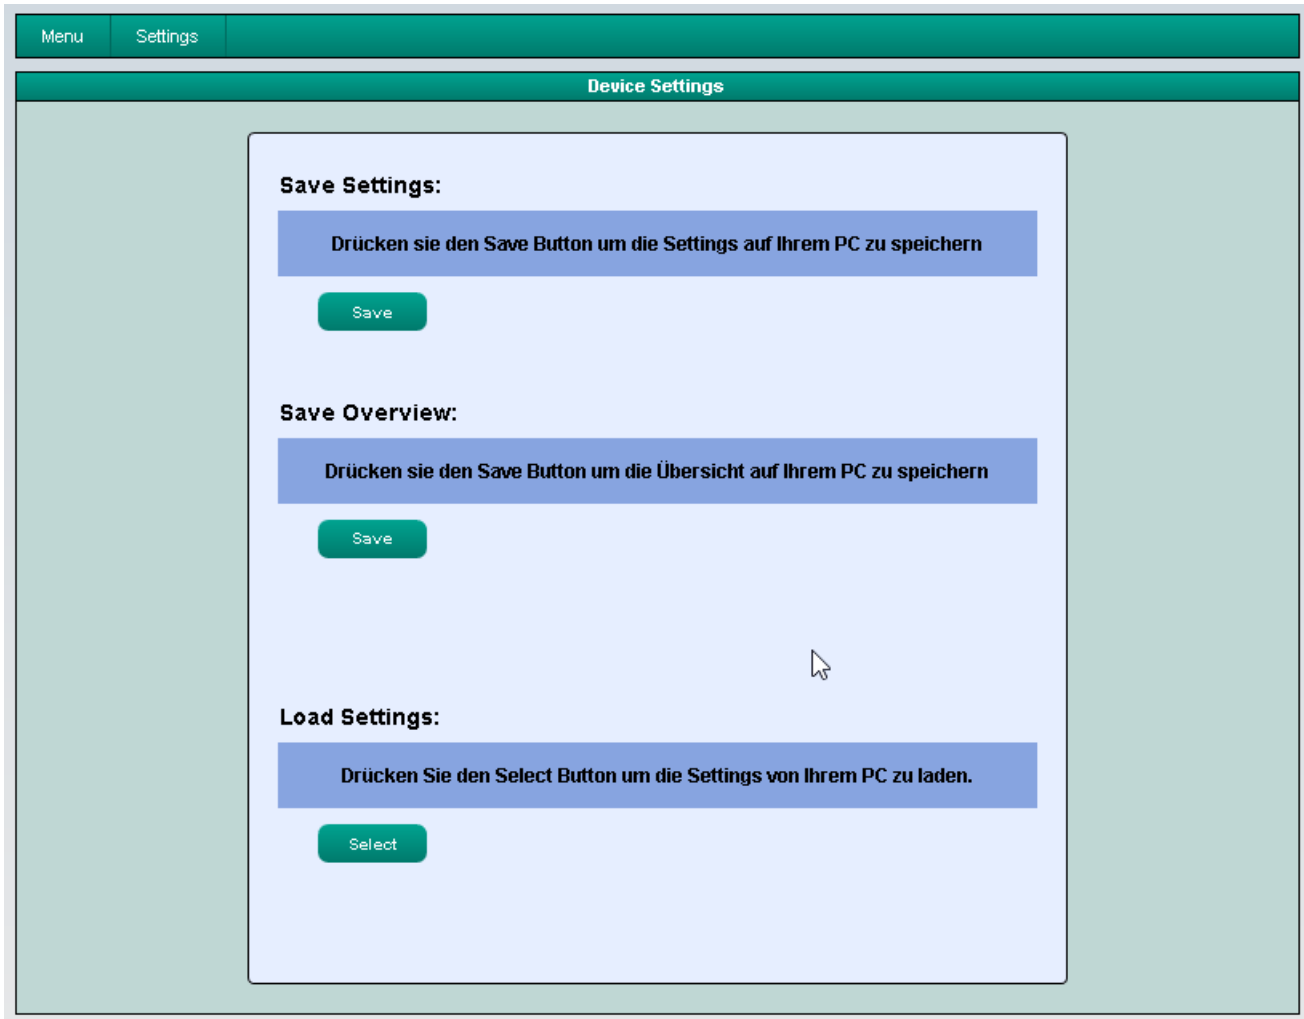 Menu Settings
Device Settings
Save Settings:
Drücken sie den Save Button um die Settings auf Ihrem PC zu speichern
Save
Save Overview:
Drücken sie den Save Button um die Übersicht auf Ihrem PC zu speichern
Save
Load Settings:
Drücken Sie den Select Button um die Settings von Ihrem PC zu laden.
Select